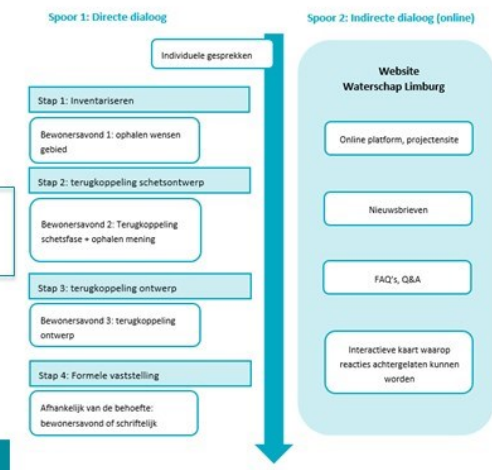 Spoor 1: Directe dialoog
Individuele gesprekken
Stap 1: Inventariseren
Bewonersavond 1: ophalen wensen
gebied
Stap 2: terugkoppeling schetsontwerp
Bewonersavond 2: Terugkoppeling
schetsfase + ophalen mening
Stap 3: terugkoppeling ontwerp
Bewonersavond 3: terugkoppeling
ontwerp
Stap 4: Formele vaststelling
Afhankelijk van de behoefte:
bewonersavond of schriftelijk
Spoor 2: Indirecte dialoog (online)
Website
Waterschap Limburg
Online platform, projectensite
Nieuwsbrieven
FAQ's, Q&A
Interactieve kaart waarop
reacties achtergelaten kunnen
worden